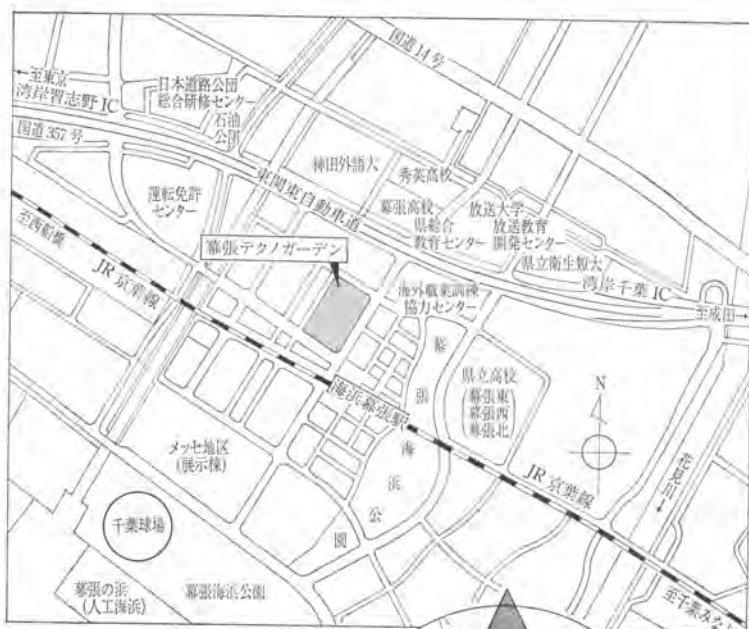 国道14号
←至東京
湾岸習志野IC
日本道路公団
総合研修センター
石油
公団
国道357号
神田外語大
秀英高校
東関東自動車道
運転免許
センター
幕張高校
県総合
教育センター
放送大学
放送教育
開発センター
県立衛生短大
幕張テクノガーデン
至西船橋
JR京葉線
海外職業訓練
協力センター
湾岸千葉IC
至成田→
幕張海浜公園
県立高校
幕張東
幕張西
幕張北
N
海浜幕張駅
メッセ地区
(展示棟)
JR京葉線
花見川→
千葉球場
幕張の浜
(人工海浜)
幕張海浜公園